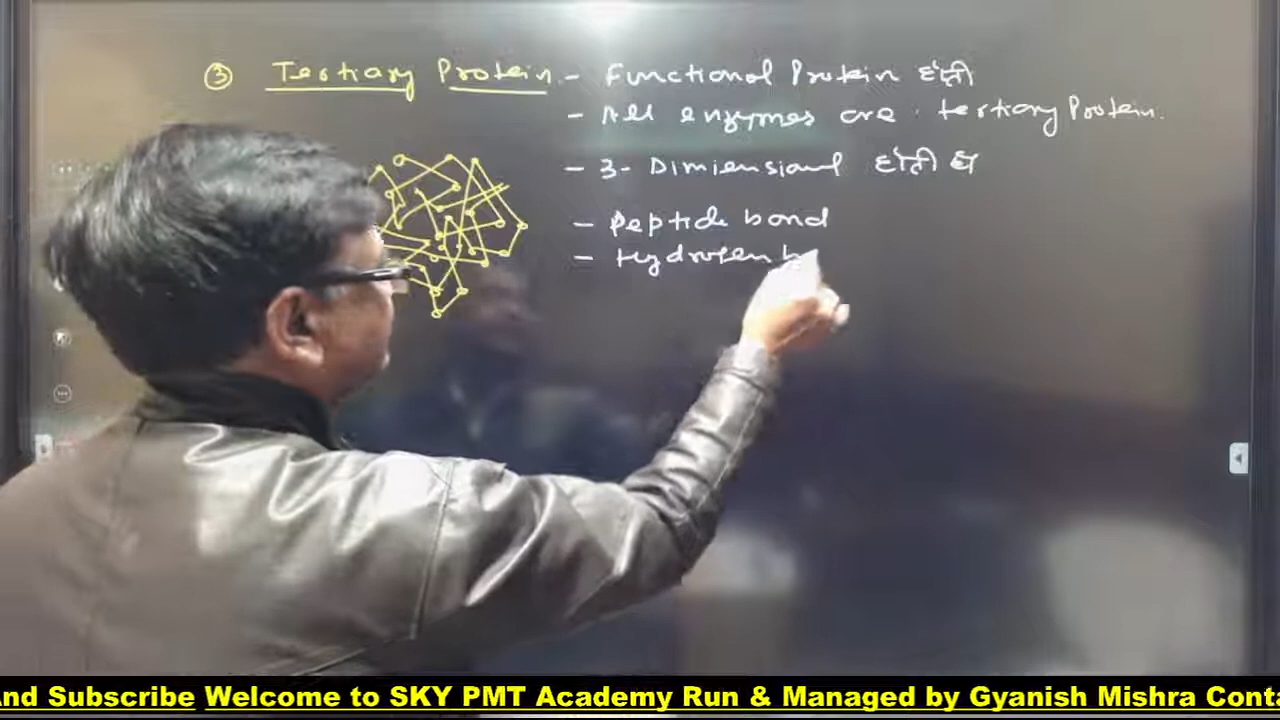 ③ Tertiary Protein. - Functional Protein होती
- All enzymes are tertiary Protein.
- 3- Dimiensional होती है
- Peptide bond
- Hydrogen b
And Subscribe Welcome to SKY PMT Academy Run & Managed by Gyanish Mishra Conta